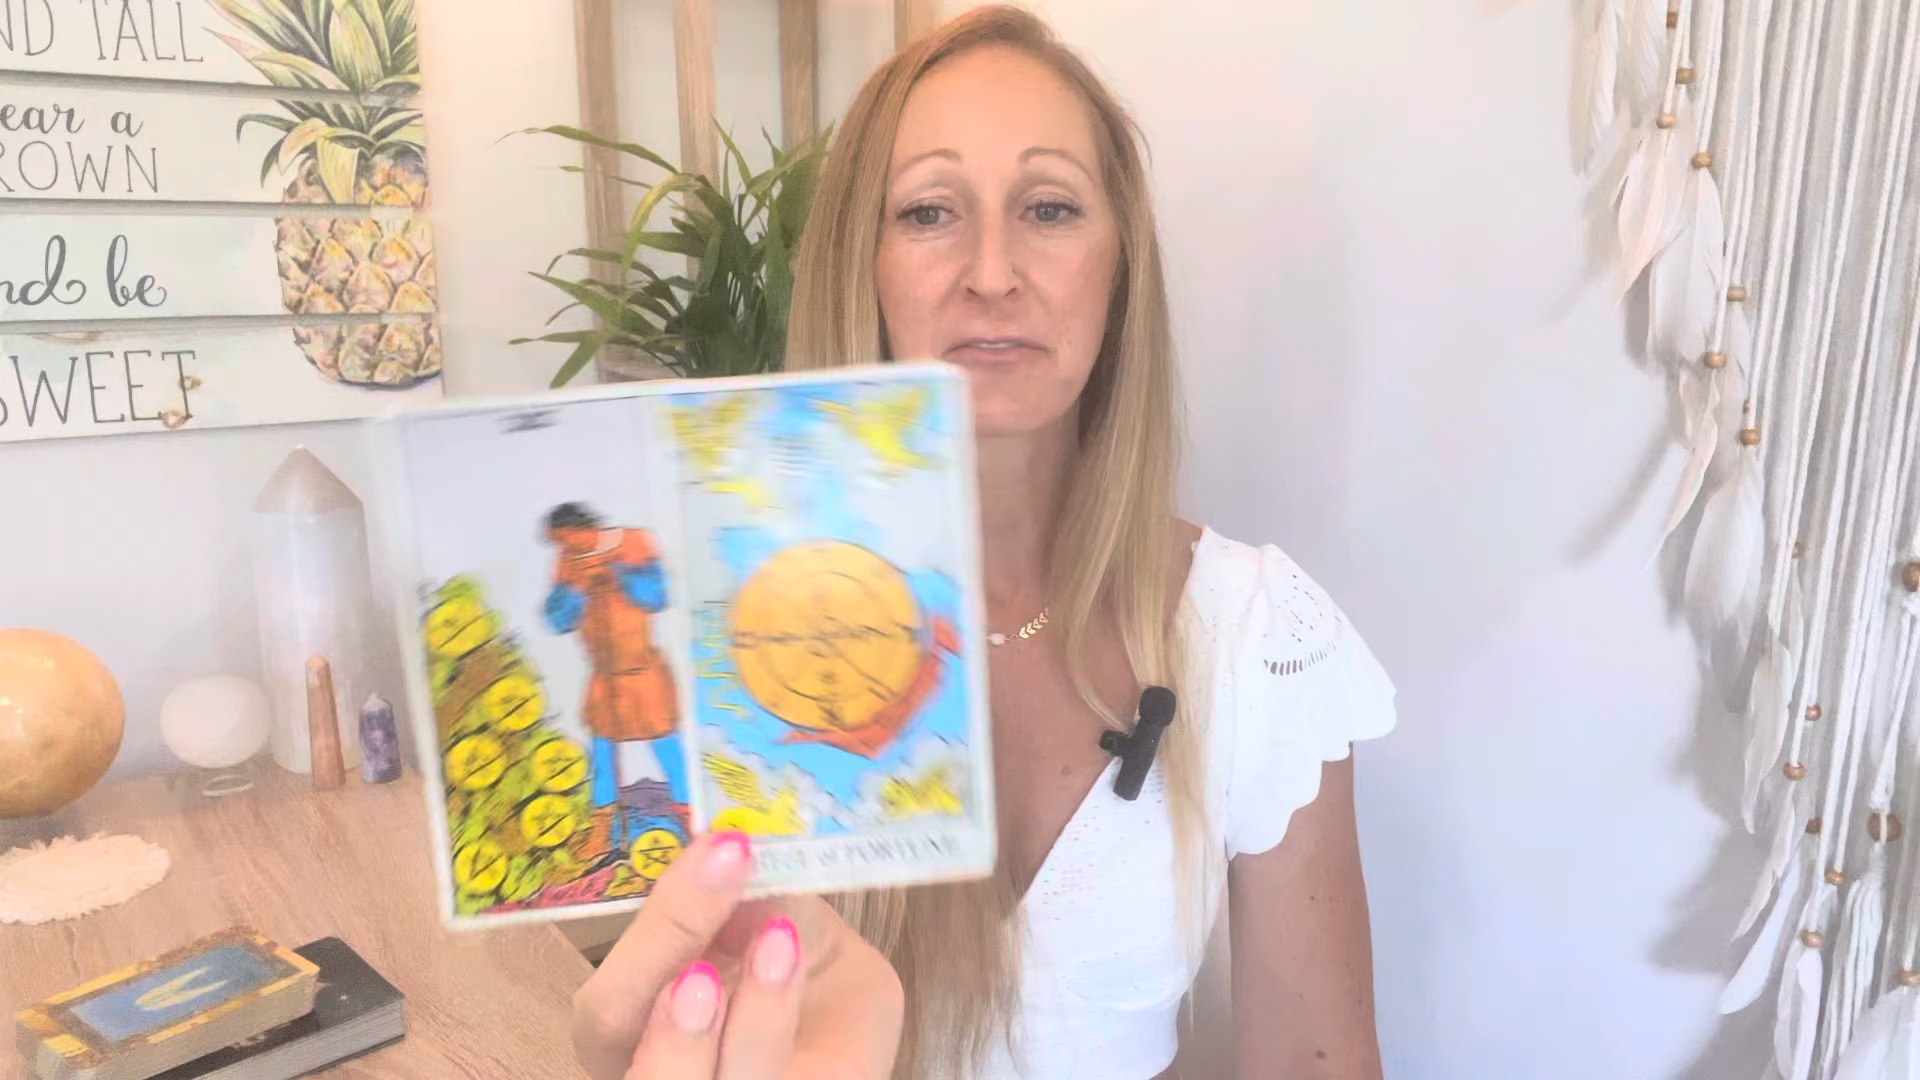 ND TALL
ear a
ROWN
nd be
SWEET